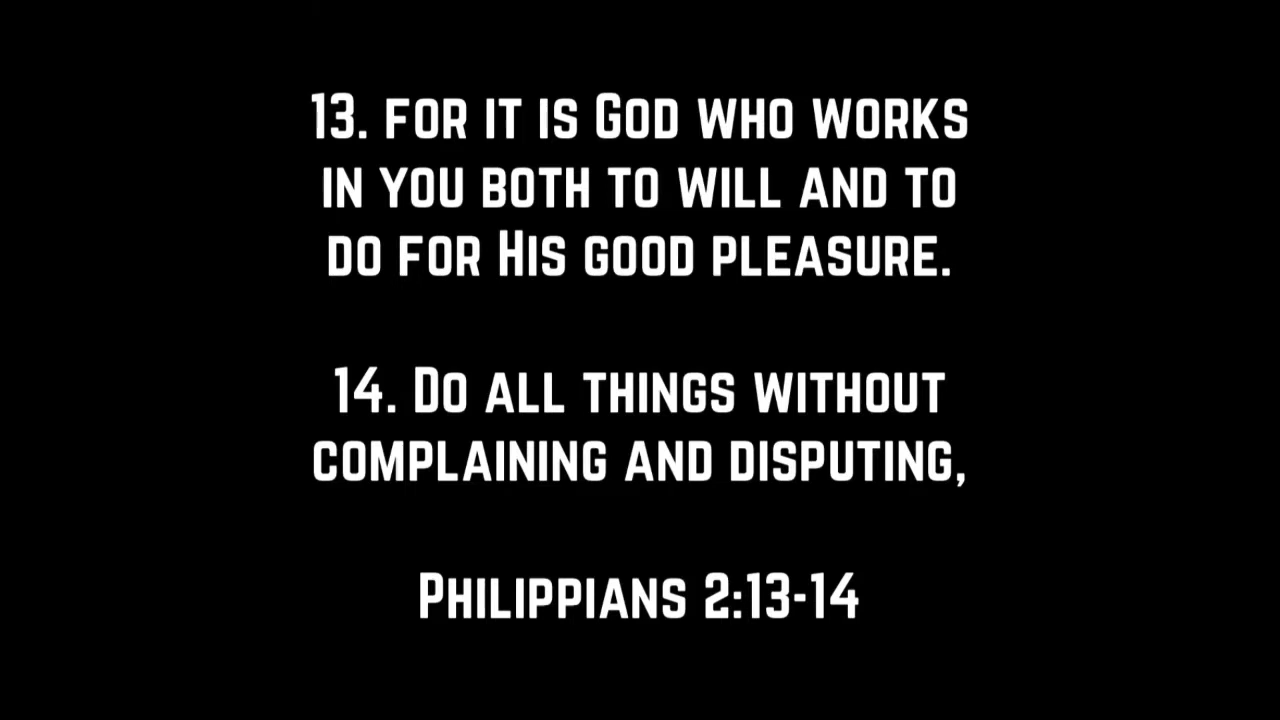 13. for it is God who works
in you both to will and to
do for His good pleasure.
14. Do all things without
complaining and disputing,
Philippians 2:13-14